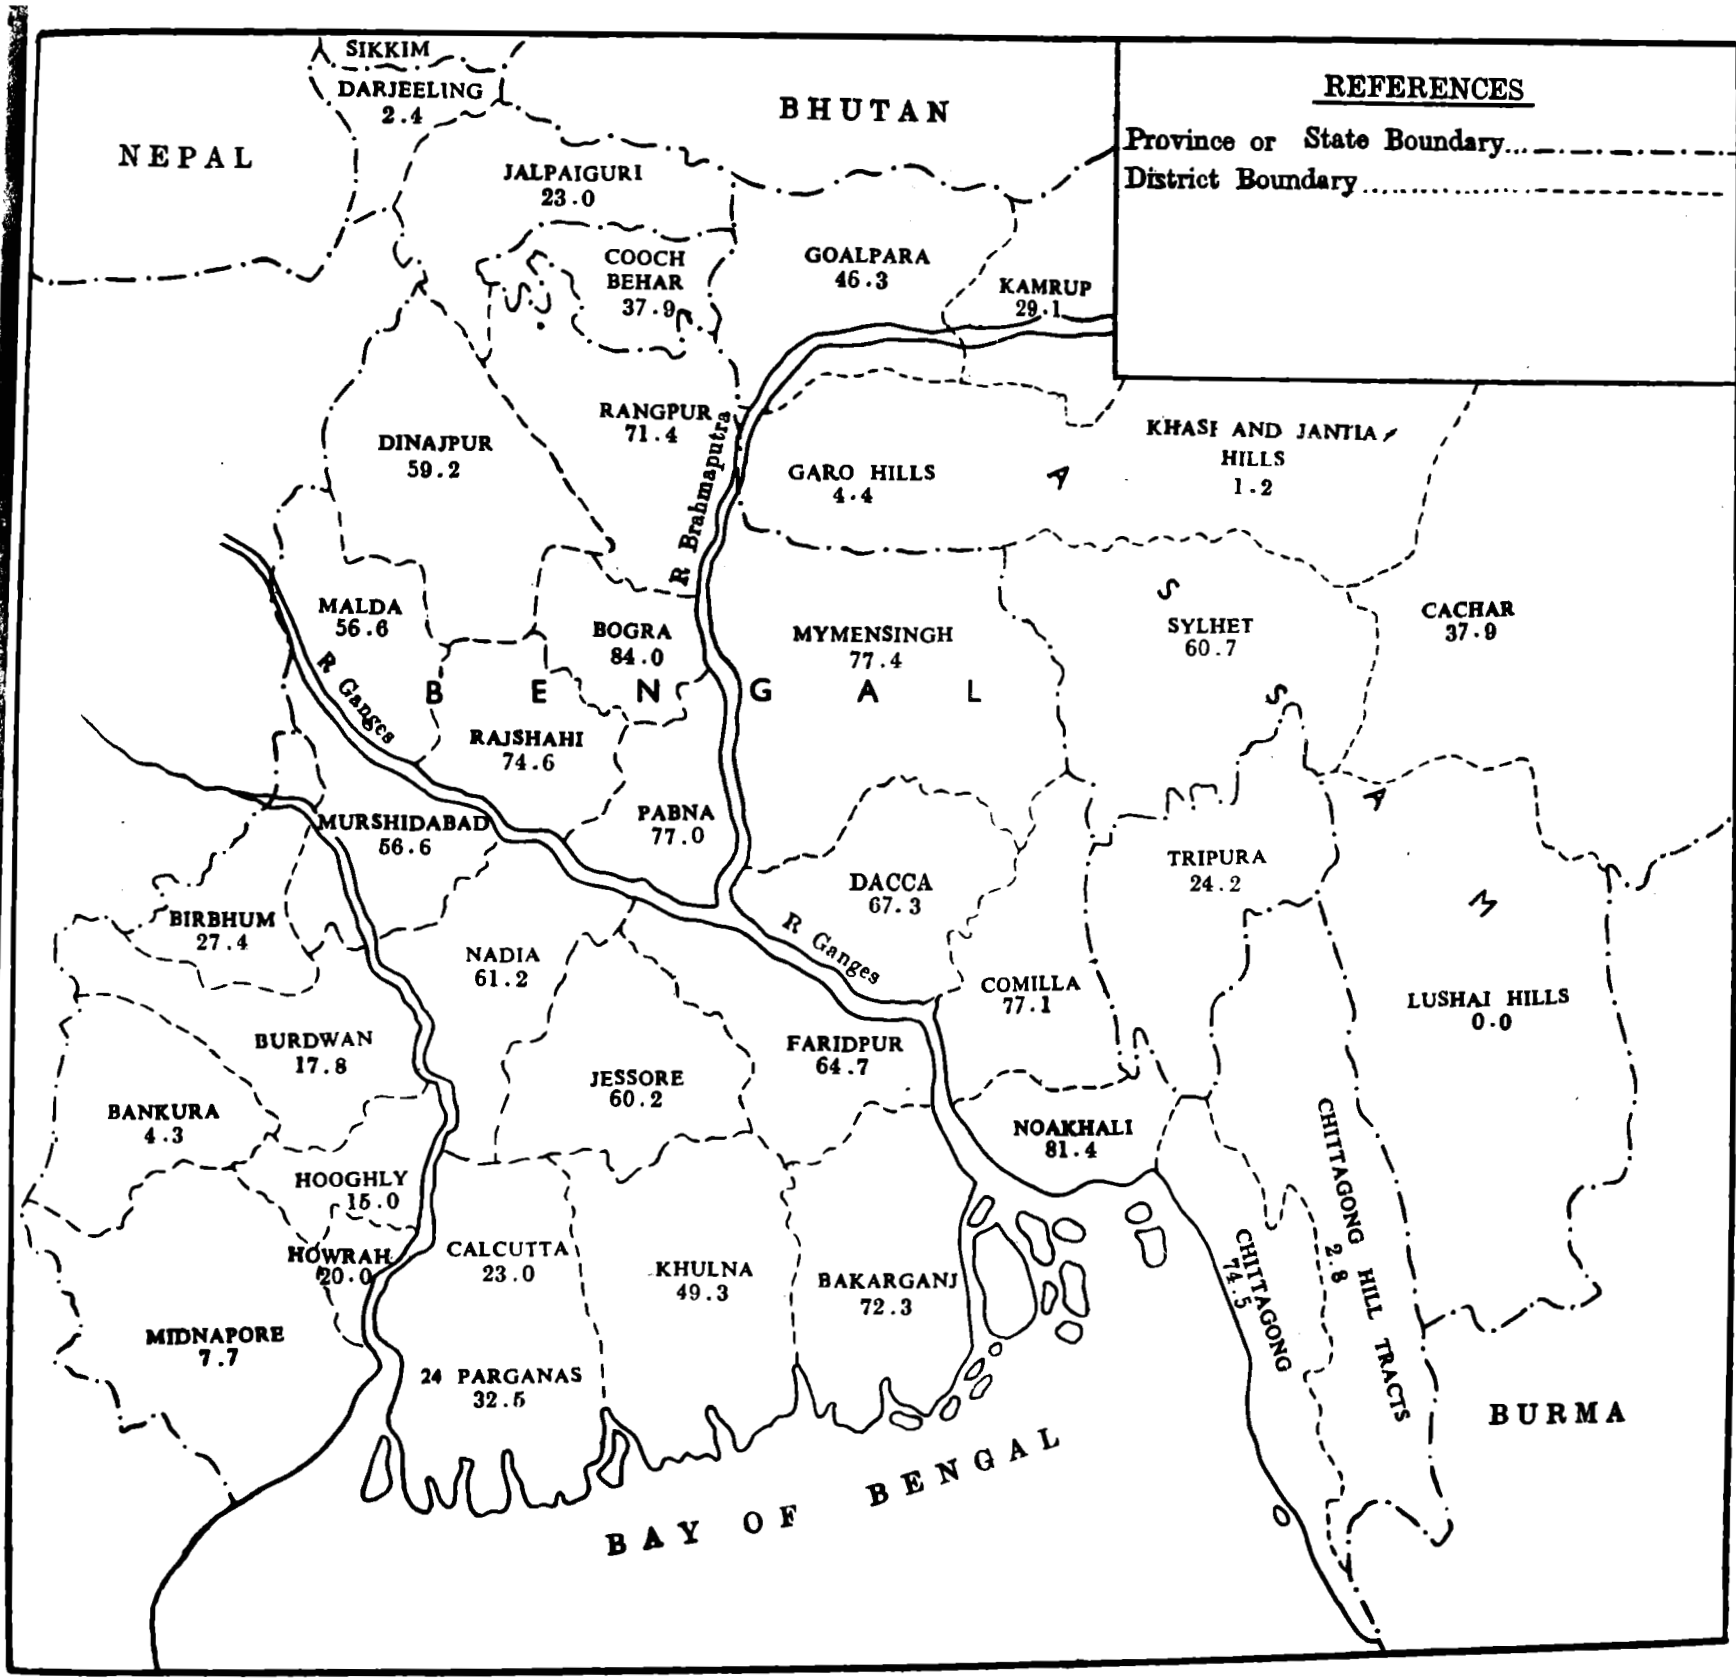 SIKKIM
DARJEELING
2.4
BHUTAN
NEPAL
REFERENCES
Province or State Boundary
District Boundary
JALPAIGURI
23.0
COOCH
BEHAR
37.9
GOALPARA
46.3
KAMRUP
29.1
RANGPUR
71.4
DINAJPUR
59.2
R Brahmaputra
GARO HILLS
4.4
KHASI AND JANTIA
HILLS
1.2
A S S A M
MALDA
56.6
BOGRA
84.0
MYMENSINGH
77.4
SYLHET
60.7
CACHAR
37.9
R Ganges
B E N G A L
RAJSHAHI
74.6
PABNA
77.0
MURSHIDABAD
56.6
DACCA
67.3
TRIPURA
24.2
BIRBHUM
27.4
NADIA
61.2
R Ganges
COMILLA
77.1
LUSHAI HILLS
0.0
BURDWAN
17.8
JESSORE
60.2
FARIDPUR
64.7
BANKURA
4.3
NOAKHALI
81.4
HOOGHLY
15.0
HOWRAH
20.0
CALCUTTA
23.0
KHULNA
49.3
BAKARGANJ
72.3
CHITTAGONG
74.5
CHITTAGONG HILL TRACTS
2.8
MIDNAPORE
7.7
24 PARGANAS
32.5
BURMA
BAY OF BENGAL